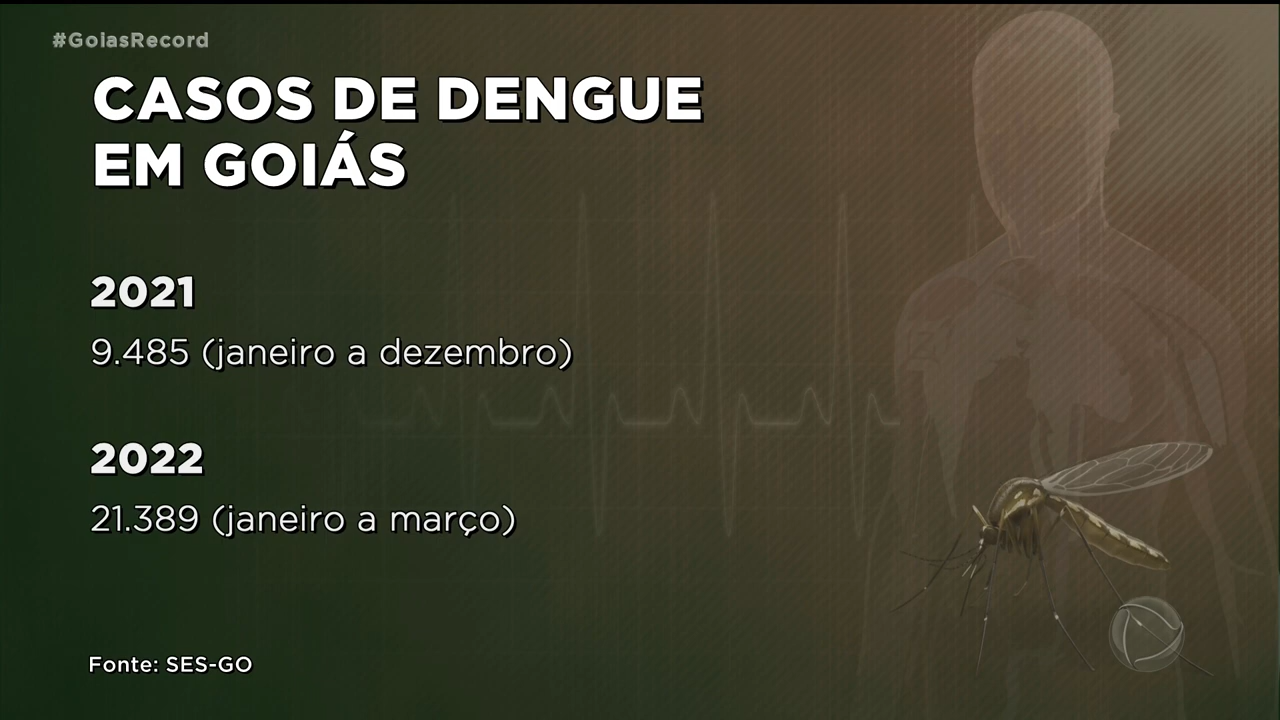 #GoiasRecord
CASOS DE DENGUE
EM GOIÁS
2021
9.485 (janeiro a dezembro)
2022
21.389 (janeiro a março)
Fonte: SES-GO